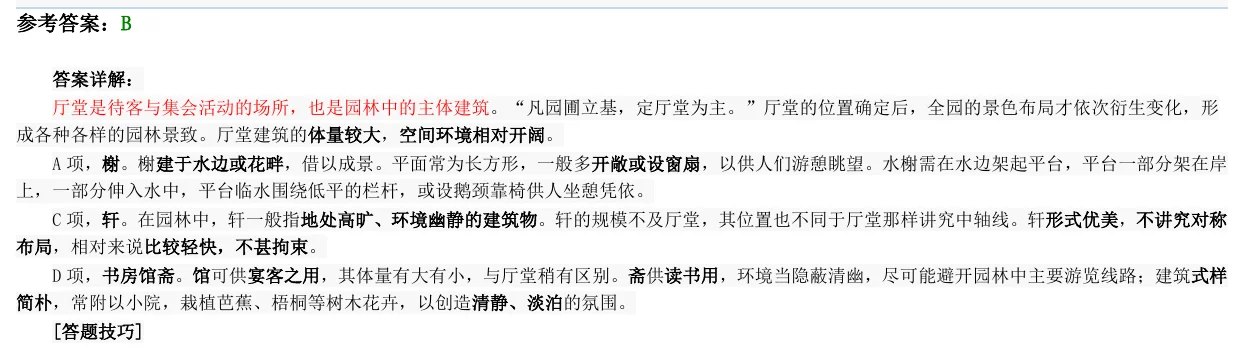 参考答案：B
答案详解：
厅堂是待客与集会活动的场所，也是园林中的主体建筑。“凡园圃立基，定厅堂为主。”厅堂的位置确定后，全园的景色布局才依次衍生变化，形
成各种各样的园林景致。厅堂建筑的体量较大，空间环境相对开阔。
A 项，榭。榭建于水边或花畔，借以成景。平面常为长方形，一般多开敞或设窗扇，以供人们游憩眺望。水榭需在水边架起平台，平台一部分架在岸
上，一部分伸入水中，平台临水围绕低平的栏杆，或设鹅颈靠椅供人坐憩凭依。
C 项，轩。在园林中，轩一般指地处高旷、环境幽静的建筑物。轩的规模不及厅堂，其位置也不同于厅堂那样讲究中轴线。轩形式优美，不讲究对称
布局，相对来说比较轻快，不甚拘束。
D 项，书房馆斋。馆可供宴客之用，其体量有大有小，与厅堂稍有区别。斋供读书用，环境当隐蔽清幽，尽可能避开园林中主要游览线路；建筑式样
简朴，常附以小院，栽植芭蕉、梧桐等树木花卉，以创造清静、淡泊的氛围。
[答题技巧]